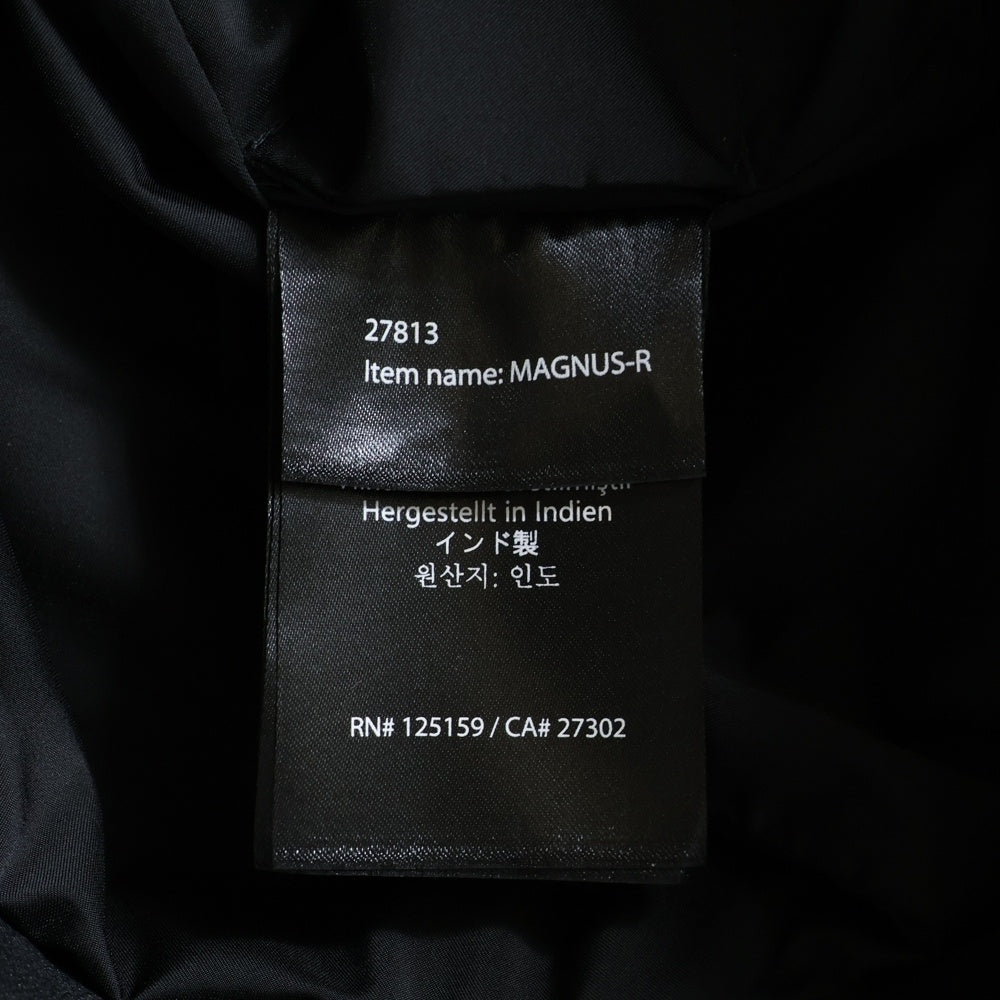 27813
Item name: MAGNUS-R
Hergestellt in Indien
インド製
원산지: 인도
RN# 125159 / CA# 27302